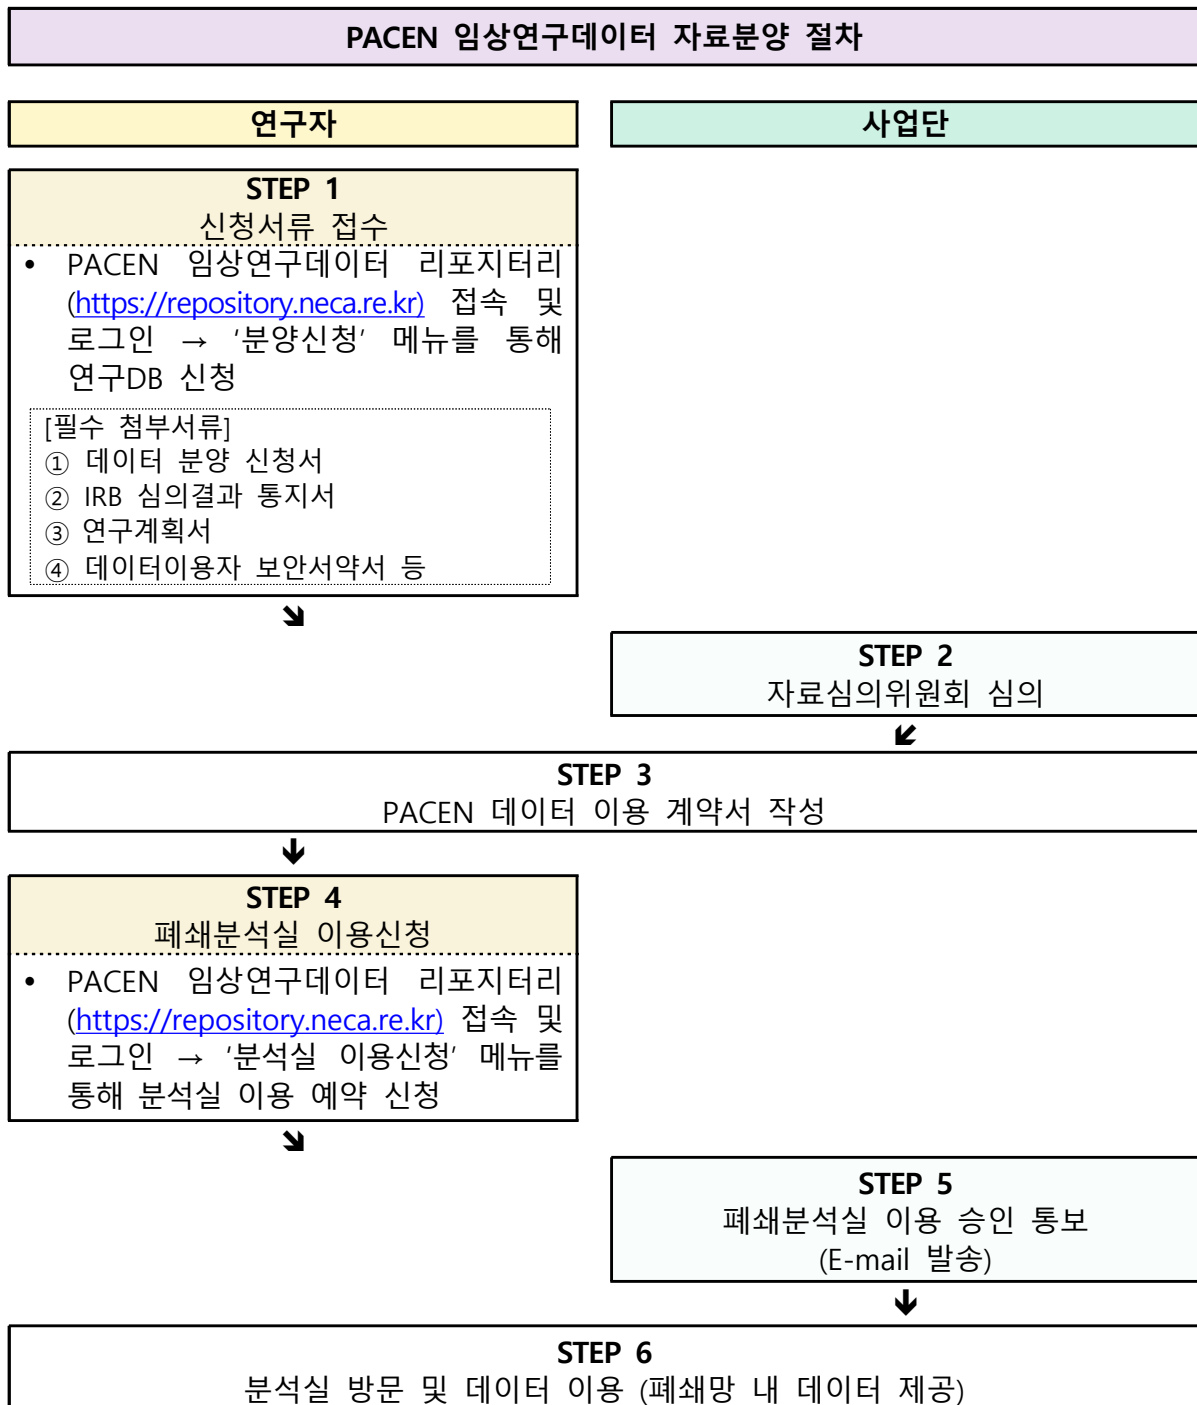 PACEN 임상연구데이터 자료분양 절차
연구자
사업단
STEP 1
신청서류 접수
• PACEN 임상연구데이터 리포지터리
(https://repository.neca.re.kr) 접속 및
로그인 → '분양신청' 메뉴를 통해
연구DB 신청
[필수 첨부서류]
① 데이터 분양 신청서
② IRB 심의결과 통지서
③ 연구계획서
④ 데이터이용자 보안서약서 등
STEP 2
자료심의위원회 심의
STEP 3
PACEN 데이터 이용 계약서 작성
STEP 4
폐쇄분석실 이용신청
• PACEN 임상연구데이터 리포지터리
(https://repository.neca.re.kr) 접속 및
로그인 → '분석실 이용신청' 메뉴를
통해 분석실 이용 예약 신청
STEP 5
폐쇄분석실 이용 승인 통보
(E-mail 발송)
STEP 6
분석실 방문 및 데이터 이용 (폐쇄망 내 데이터 제공)